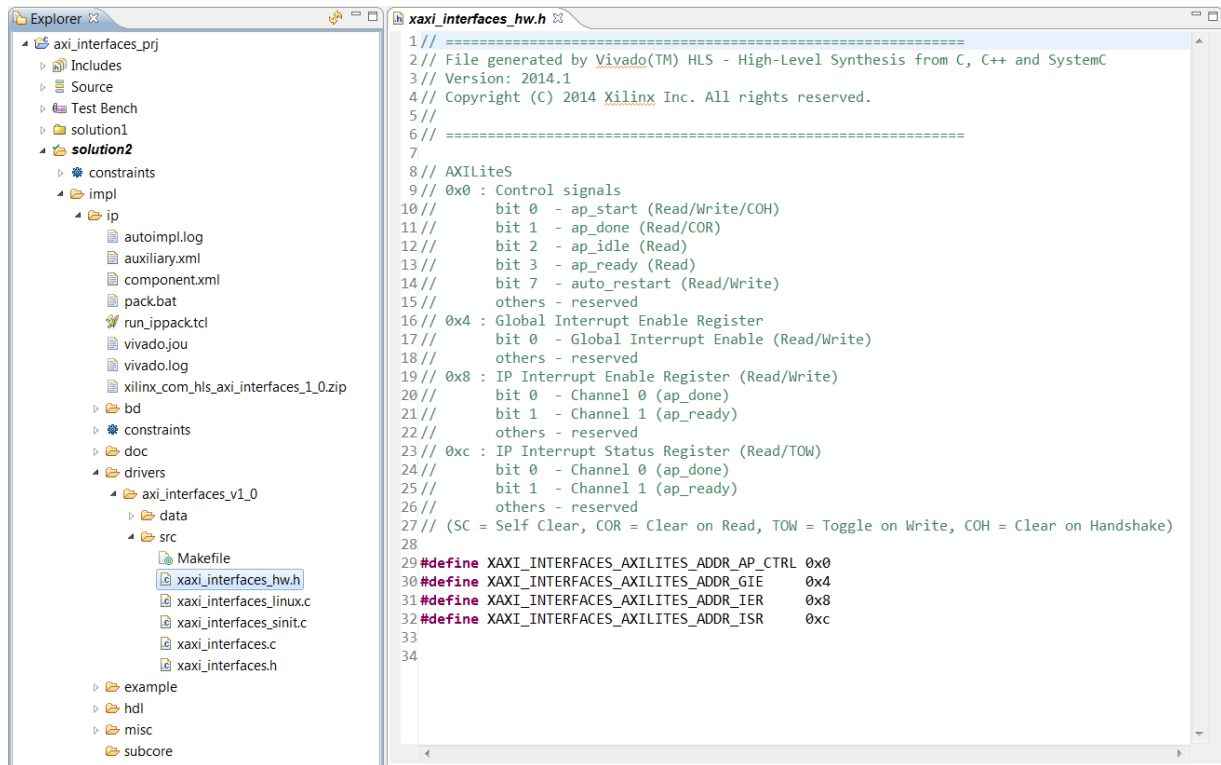 Explorer
axi_interfaces_prj
Includes
Source
Test Bench
solution1
solution2
constraints
impl
ip
autoimpl.log
auxiliary.xml
component.xml
pack.bat
run_ippack.tcl
vivado.jou
vivado.log
xilinx_com_hls_axi_interfaces_1_0.zip
bd
constraints
doc
drivers
axi_interfaces_v1_0
data
src
Makefile
xaxi_interfaces_hw.h
xaxi_interfaces_linux.c
xaxi_interfaces_sinit.c
xaxi_interfaces.c
xaxi_interfaces.h
example
hdl
misc
subcore
xaxi_interfaces_hw.h
1 // ==============================================================
2 // File generated by Vivado(TM) HLS - High-Level Synthesis from C, C++ and SystemC
3 // Version: 2014.1
4 // Copyright (C) 2014 Xilinx Inc. All rights reserved.
5 //
6 // ==============================================================
7
8 // AXILiteS
9 // 0x0 : Control signals
10 //       bit 0  - ap_start (Read/Write/COH)
11 //       bit 1  - ap_done (Read/COR)
12 //       bit 2  - ap_idle (Read)
13 //       bit 3  - ap_ready (Read)
14 //       bit 7  - auto_restart (Read/Write)
15 //       others - reserved
16 // 0x4 : Global Interrupt Enable Register
17 //       bit 0  - Global Interrupt Enable (Read/Write)
18 //       others - reserved
19 // 0x8 : IP Interrupt Enable Register (Read/Write)
20 //       bit 0  - Channel 0 (ap_done)
21 //       bit 1  - Channel 1 (ap_ready)
22 //       others - reserved
23 // 0xc : IP Interrupt Status Register (Read/TOW)
24 //       bit 0  - Channel 0 (ap_done)
25 //       bit 1  - Channel 1 (ap_ready)
26 //       others - reserved
27 // (SC = Self Clear, COR = Clear on Read, TOW = Toggle on Write, COH = Clear on Handshake)
28
29 #define XAXI_INTERFACES_AXILITES_ADDR_AP_CTRL 0x0
30 #define XAXI_INTERFACES_AXILITES_ADDR_GIE     0x4
31 #define XAXI_INTERFACES_AXILITES_ADDR_IER     0x8
32 #define XAXI_INTERFACES_AXILITES_ADDR_ISR     0xc
33
34